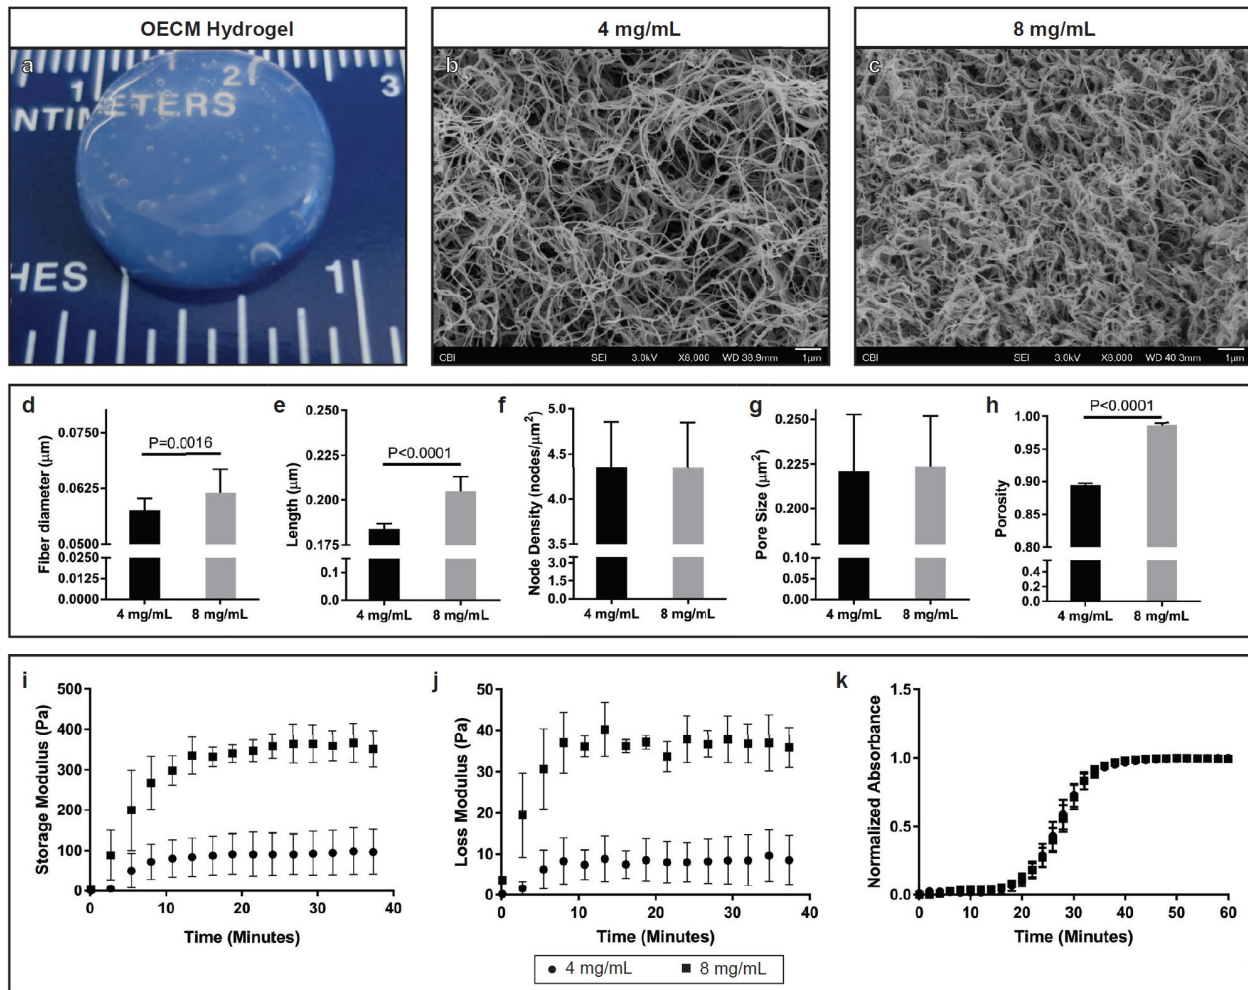 OECM Hydrogel
4 mg/mL
8 mg/mL
a
1
2
3
NTIMETERS
HES
1
b
CBI SEI 3.0kV X8,000 WD 38.9mm 1μm
c
CBI SEI 3.0kV X8,000 WD 40.3mm 1μm
d
Fiber diameter (μm)
0.0750
0.0625
0.0500
0.0250
0.0125
0.0000
P=0.0016
4 mg/mL 8 mg/mL
e
Length (μm)
0.250
0.225
0.200
0.175
0.1
0.0
P<0.0001
4 mg/mL 8 mg/mL
f
Node Density (nodes/μm²)
5.0
4.5
4.0
3.5
3.0
1.5
0.0
4 mg/mL 8 mg/mL
g
Pore Size (μm²)
0.250
0.225
0.200
0.10
0.05
0.00
4 mg/mL 8 mg/mL
h
Porosity
1.00
0.90
0.80
0.4
0.2
0.0
P<0.0001
4 mg/mL 8 mg/mL
i
Storage Modulus (Pa)
500
400
300
200
100
0
0 10 20 30 40
Time (Minutes)
j
Loss Modulus (Pa)
50
40
30
20
10
0
0 10 20 30 40
Time (Minutes)
k
Normalized Absorbance
1.5
1.0
0.5
0.0
0 10 20 30 40 50 60
Time (Minutes)
4 mg/mL 8 mg/mL